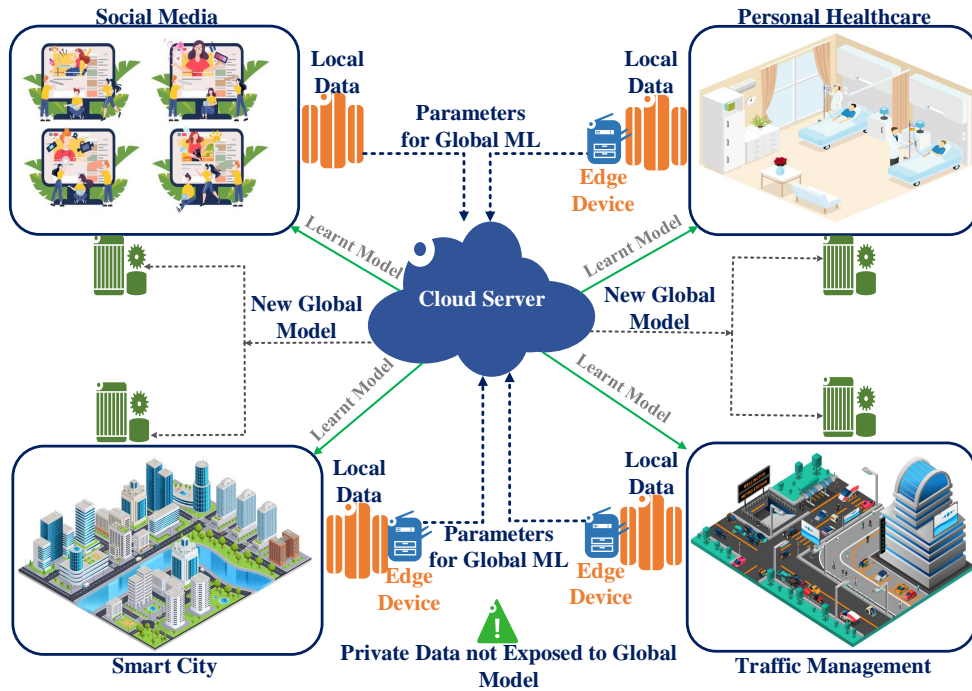 Social Media
Personal Healthcare
Local
Data
Local
Data
Parameters
for Global ML
Edge
Device
Learnt Model
Learnt Model
Cloud Server
New Global
Model
New Global
Model
Learnt Model
Learnt Model
Local
Data
Local
Data
Parameters
for Global ML
Edge
Device
Edge
Device
Private Data not Exposed to Global
Model
Smart City
Traffic Management